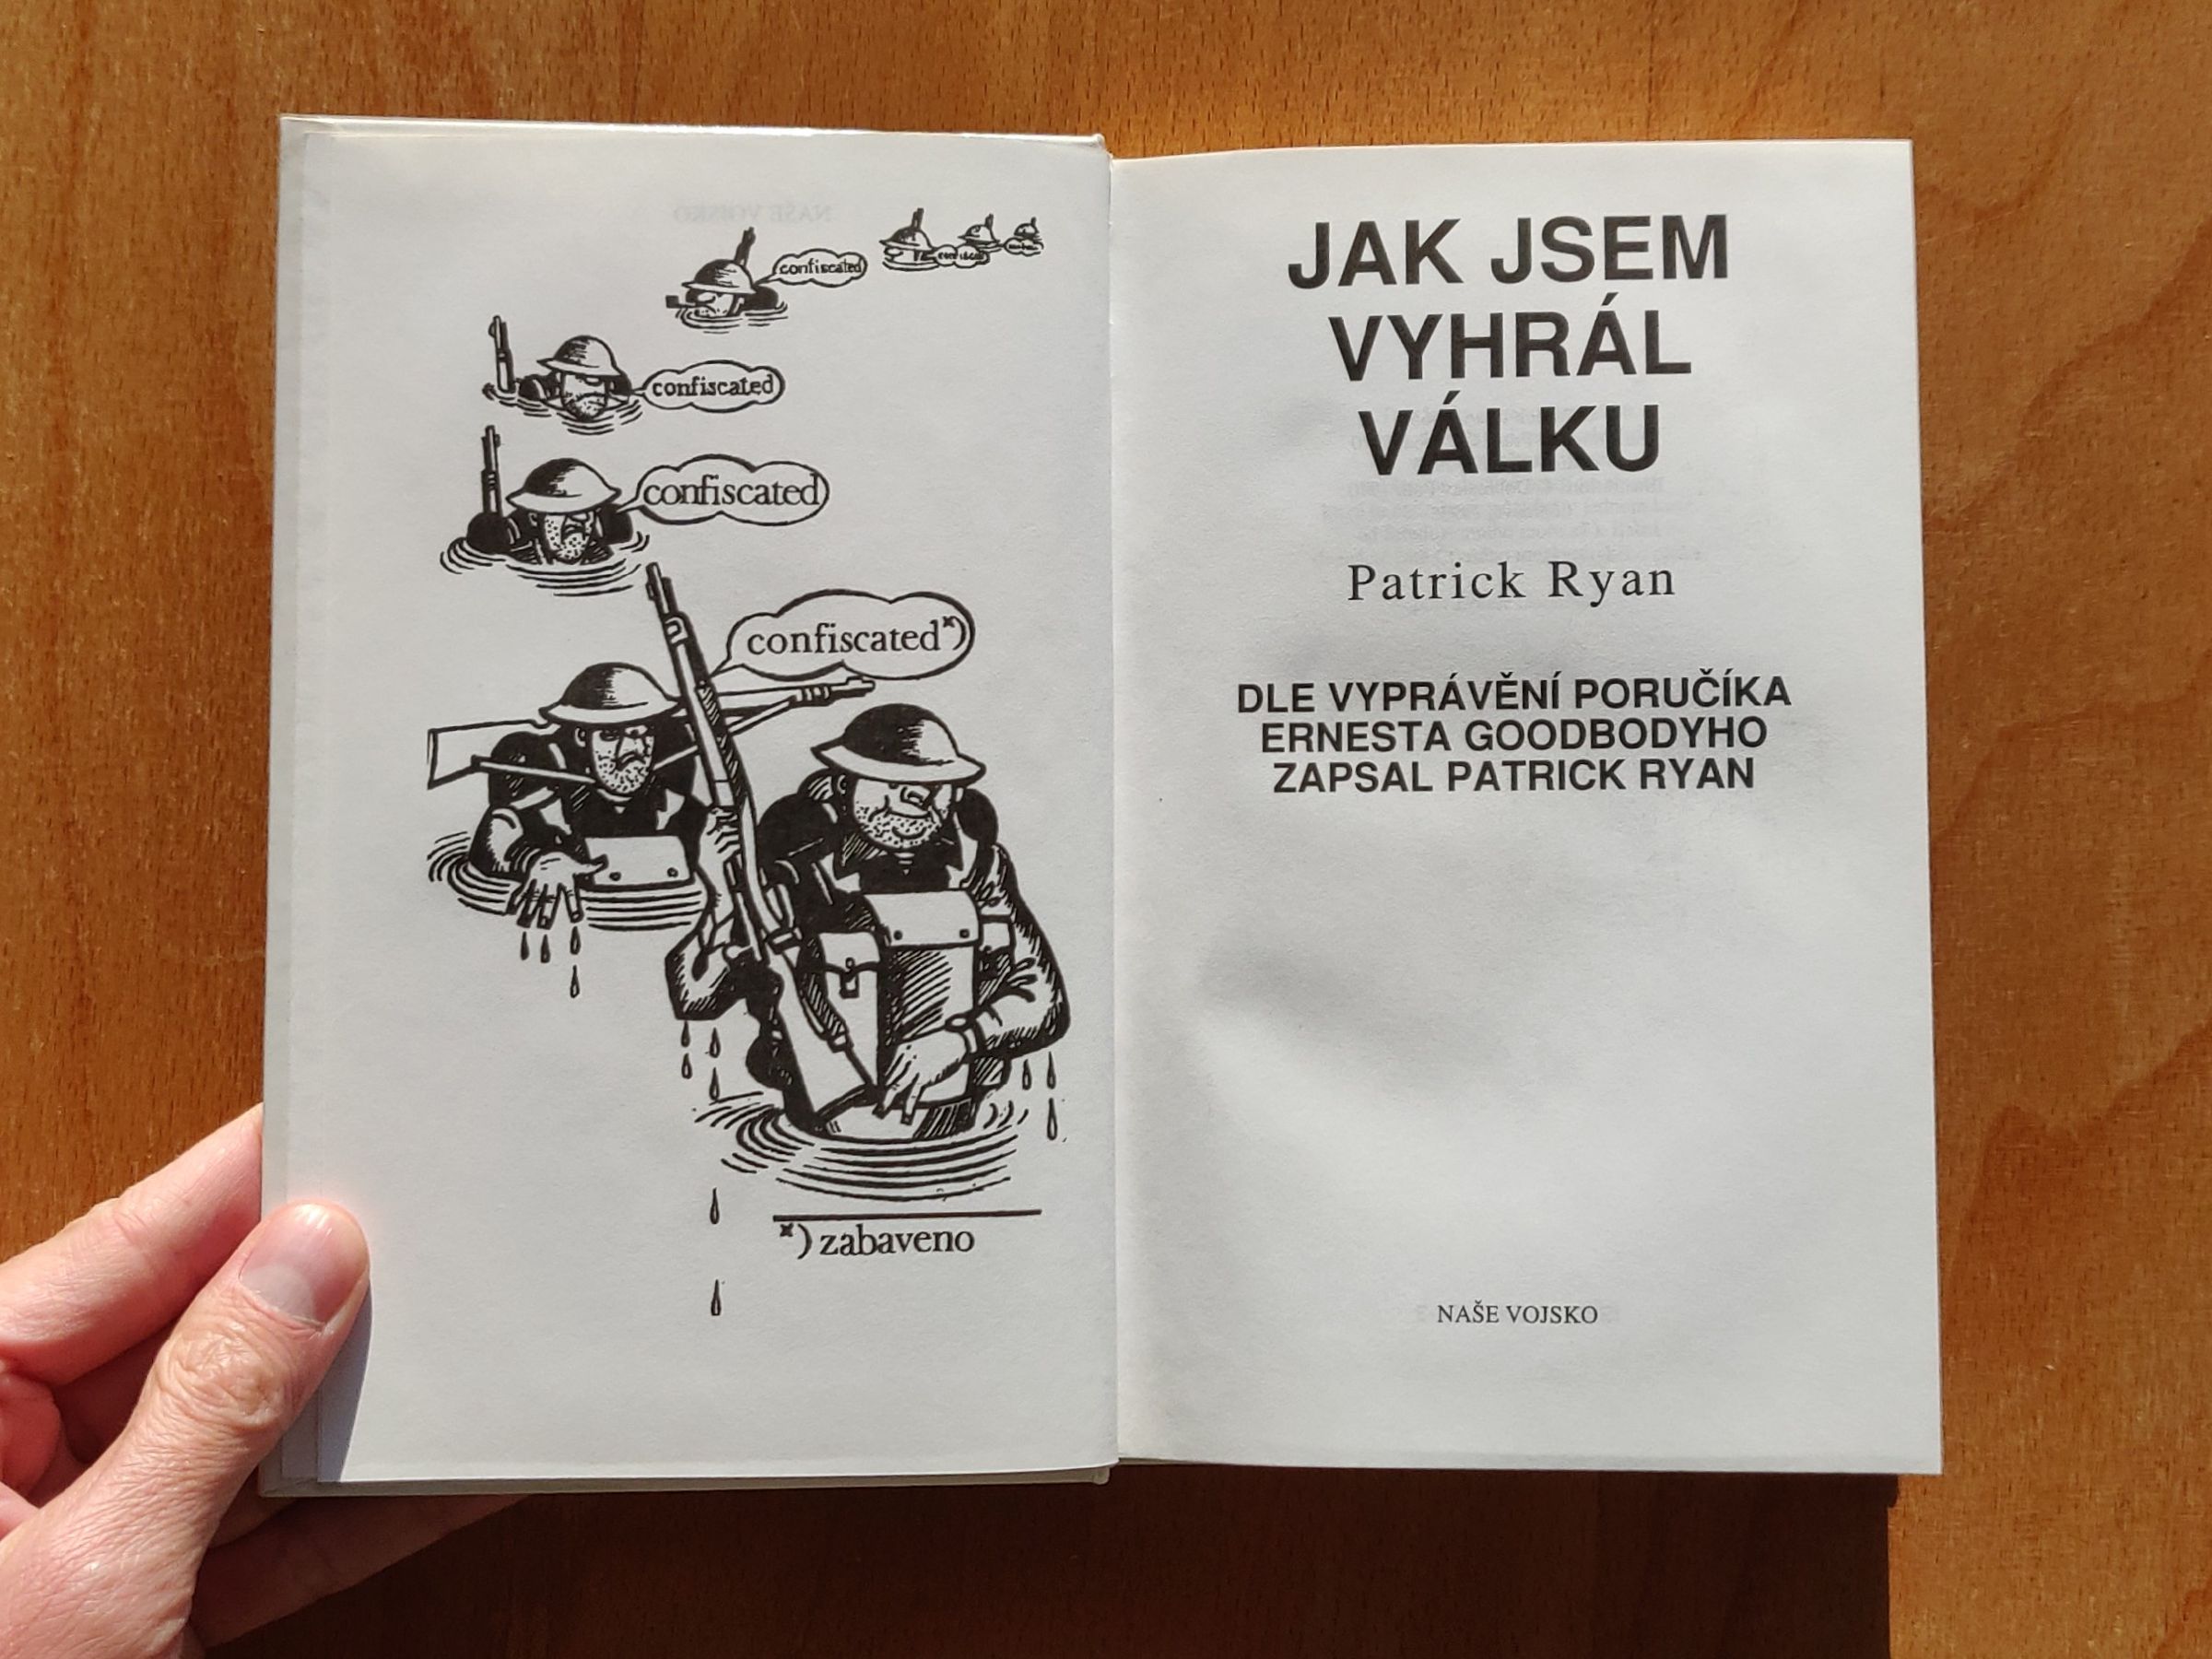 confiscated
confiscated
confiscated
confiscated*)
*) zabaveno
JAK JSEM
VYHRÁL
VÁLKU
Patrick Ryan
DLE VYPRÁVĚNÍ PORUČÍKA
ERNESTA GOODBODYHO
ZAPSAL PATRICK RYAN
NAŠE VOJSKO